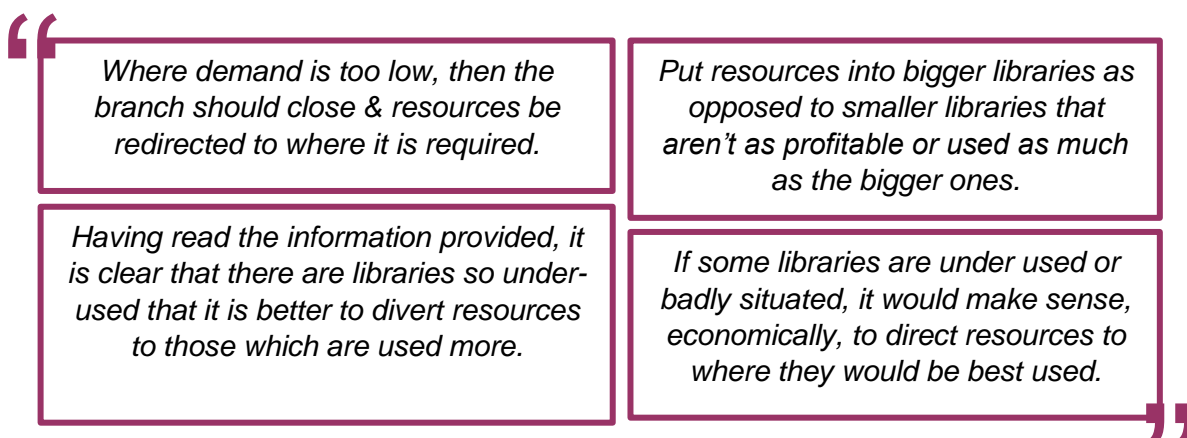 “
Where demand is too low, then the
branch should close & resources be
redirected to where it is required.
Put resources into bigger libraries as
opposed to smaller libraries that
aren’t as profitable or used as much
as the bigger ones.
Having read the information provided, it
is clear that there are libraries so under-
used that it is better to divert resources
to those which are used more.
If some libraries are under used or
badly situated, it would make sense,
economically, to direct resources to
where they would be best used.
”